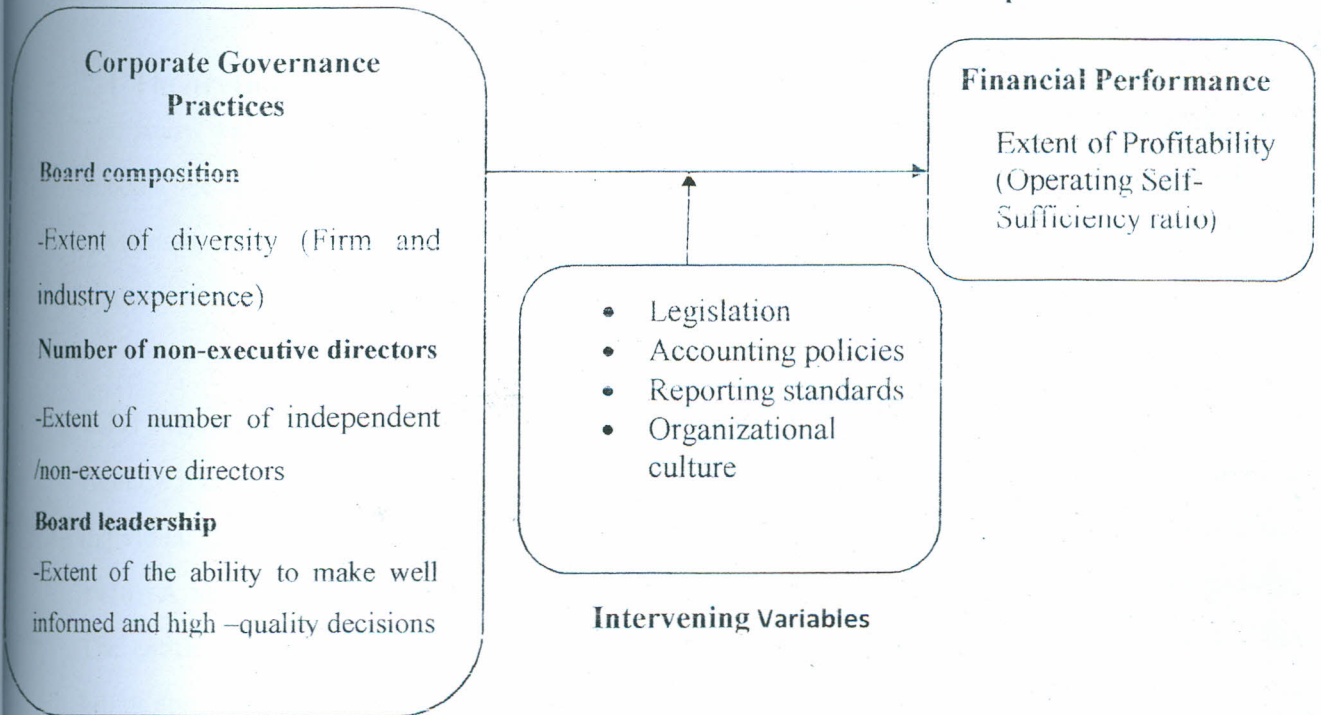 Corporate Governance
Practices
Board composition
-Extent of diversity (Firm and
industry experience)
Number of non-executive directors
-Extent of number of independent
/non-executive directors
Board leadership
-Extent of the ability to make well
informed and high –quality decisions
Legislation
Accounting policies
Reporting standards
Organizational
culture
Intervening Variables
Financial Performance
Extent of Profitability
(Operating Self-
Sufficiency ratio)